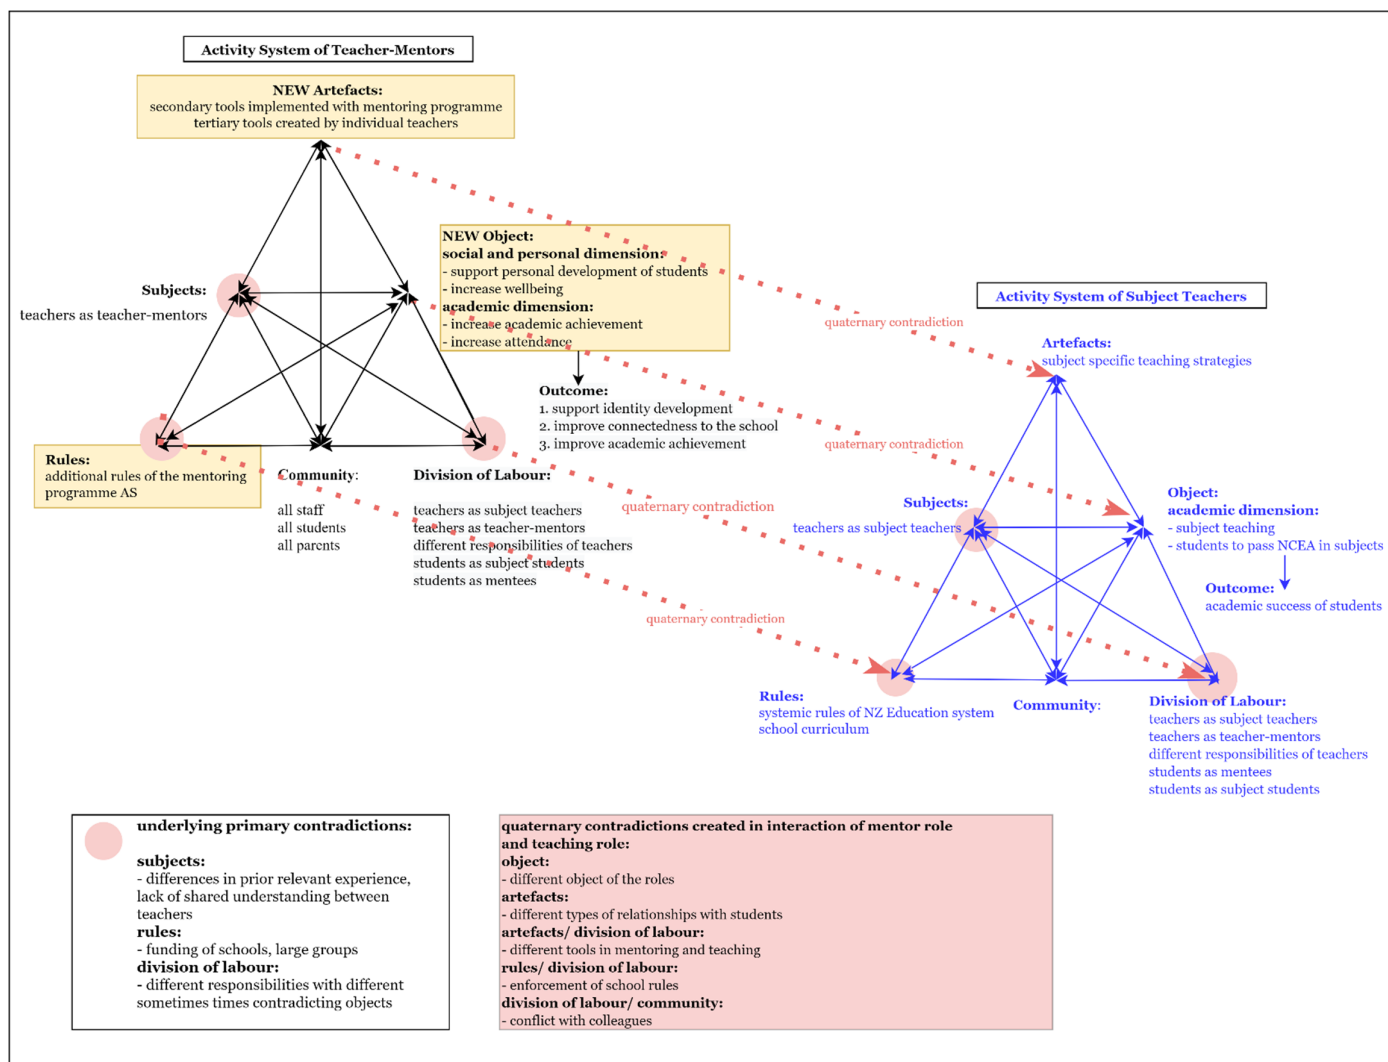 Activity System of Teacher-Mentors
NEW Artefacts:
secondary tools implemented with mentoring programme
tertiary tools created by individual teachers
NEW Object:
social and personal dimension:
- support personal development of students
- increase wellbeing
academic dimension:
- increase academic achievement
- increase attendance
Subjects:
teachers as teacher-mentors
Outcome:
1. support identity development
2. improve connectedness to the school
3. improve academic achievement
Rules:
additional rules of the mentoring
programme AS
Community:
all staff
all students
all parents
Division of Labour:
teachers as subject teachers
teachers as teacher-mentors
different responsibilities of teachers
students as subject students
students as mentees
quaternary contradiction
quaternary contradiction
quaternary contradiction
quaternary contradiction
Activity System of Subject Teachers
Artefacts:
subject specific teaching strategies
Subjects:
teachers as subject teachers
Object:
academic dimension:
- subject teaching
- students to pass NCEA in subjects
Outcome:
academic success of students
Rules:
systemic rules of NZ Education system
school curriculum
Community:
Division of Labour:
teachers as subject teachers
teachers as teacher-mentors
different responsibilities of teachers
students as mentees
students as subject students
underlying primary contradictions:
subjects:
- differences in prior relevant experience,
lack of shared understanding between
teachers
rules:
- funding of schools, large groups
division of labour:
- different responsibilities with different
sometimes times contradicting objects
quaternary contradictions created in interaction of mentor role
and teaching role:
object:
- different object of the roles
artefacts:
- different types of relationships with students
artefacts/ division of labour:
- different tools in mentoring and teaching
rules/ division of labour:
- enforcement of school rules
division of labour/ community:
- conflict with colleagues